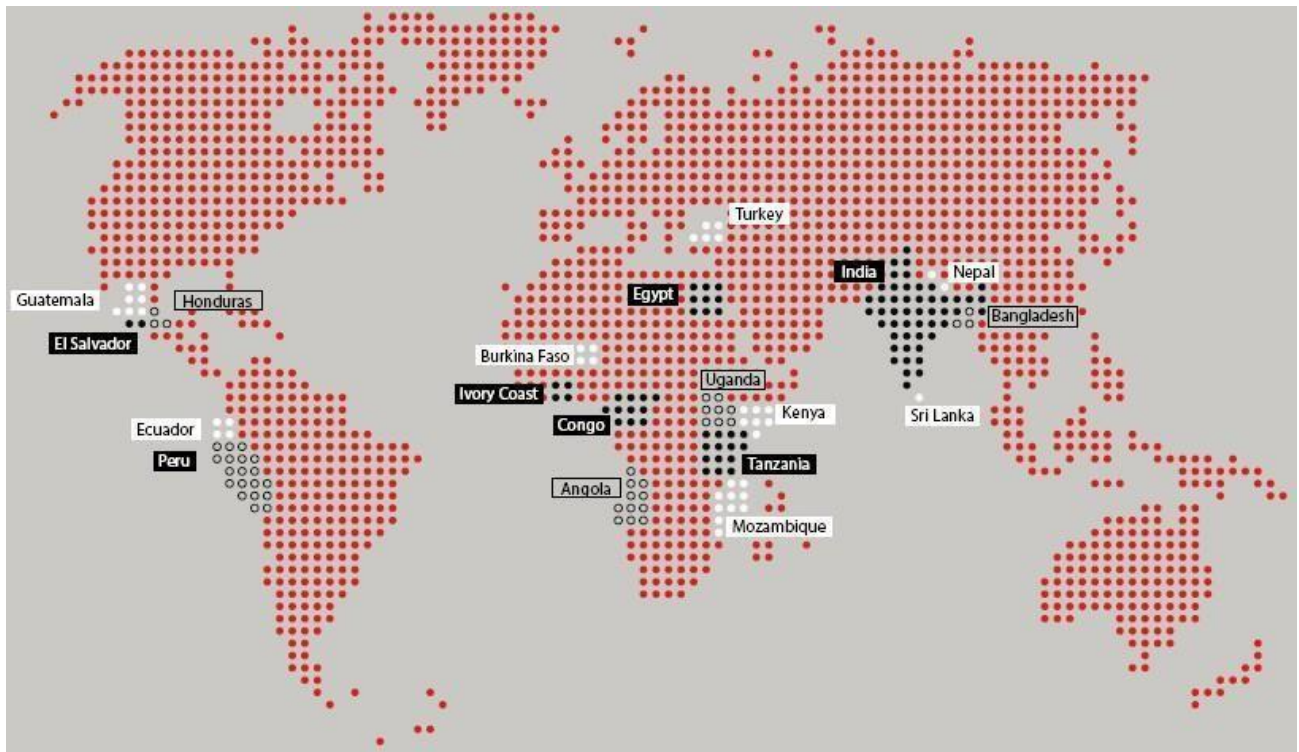 Turkey
India
Nepal
Guatemala
Honduras
Egypt
Bangladesh
El Salvador
Burkina Faso
Uganda
Ivory Coast
Kenya
Sri Lanka
Congo
Ecuador
Peru
Tanzania
Angola
Mozambique